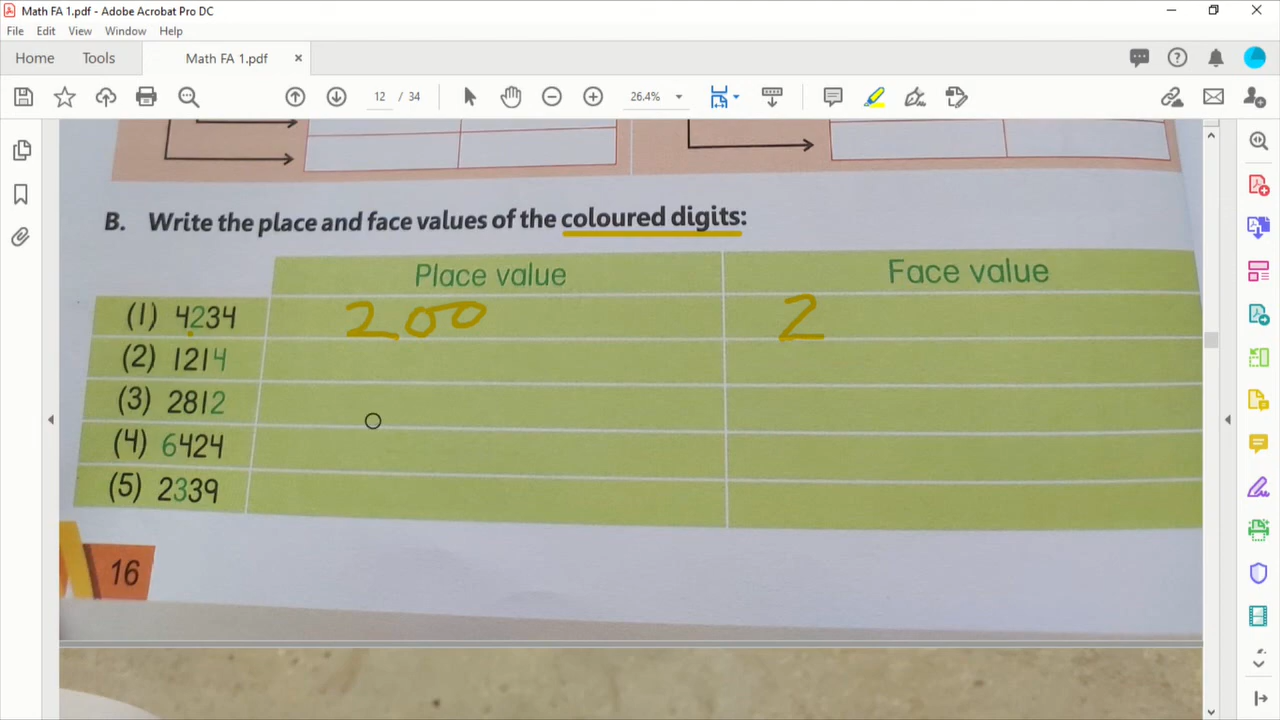 Math FA 1.pdf - Adobe Acrobat Pro DC
File Edit View Window Help
Home Tools Math FA 1.pdf ×
12 / 34 26.4%
B. Write the place and face values of the coloured digits:
Place value Face value
(1) 4234 200 2
(2) 1214
(3) 2812
(4) 6424
(5) 2339
16